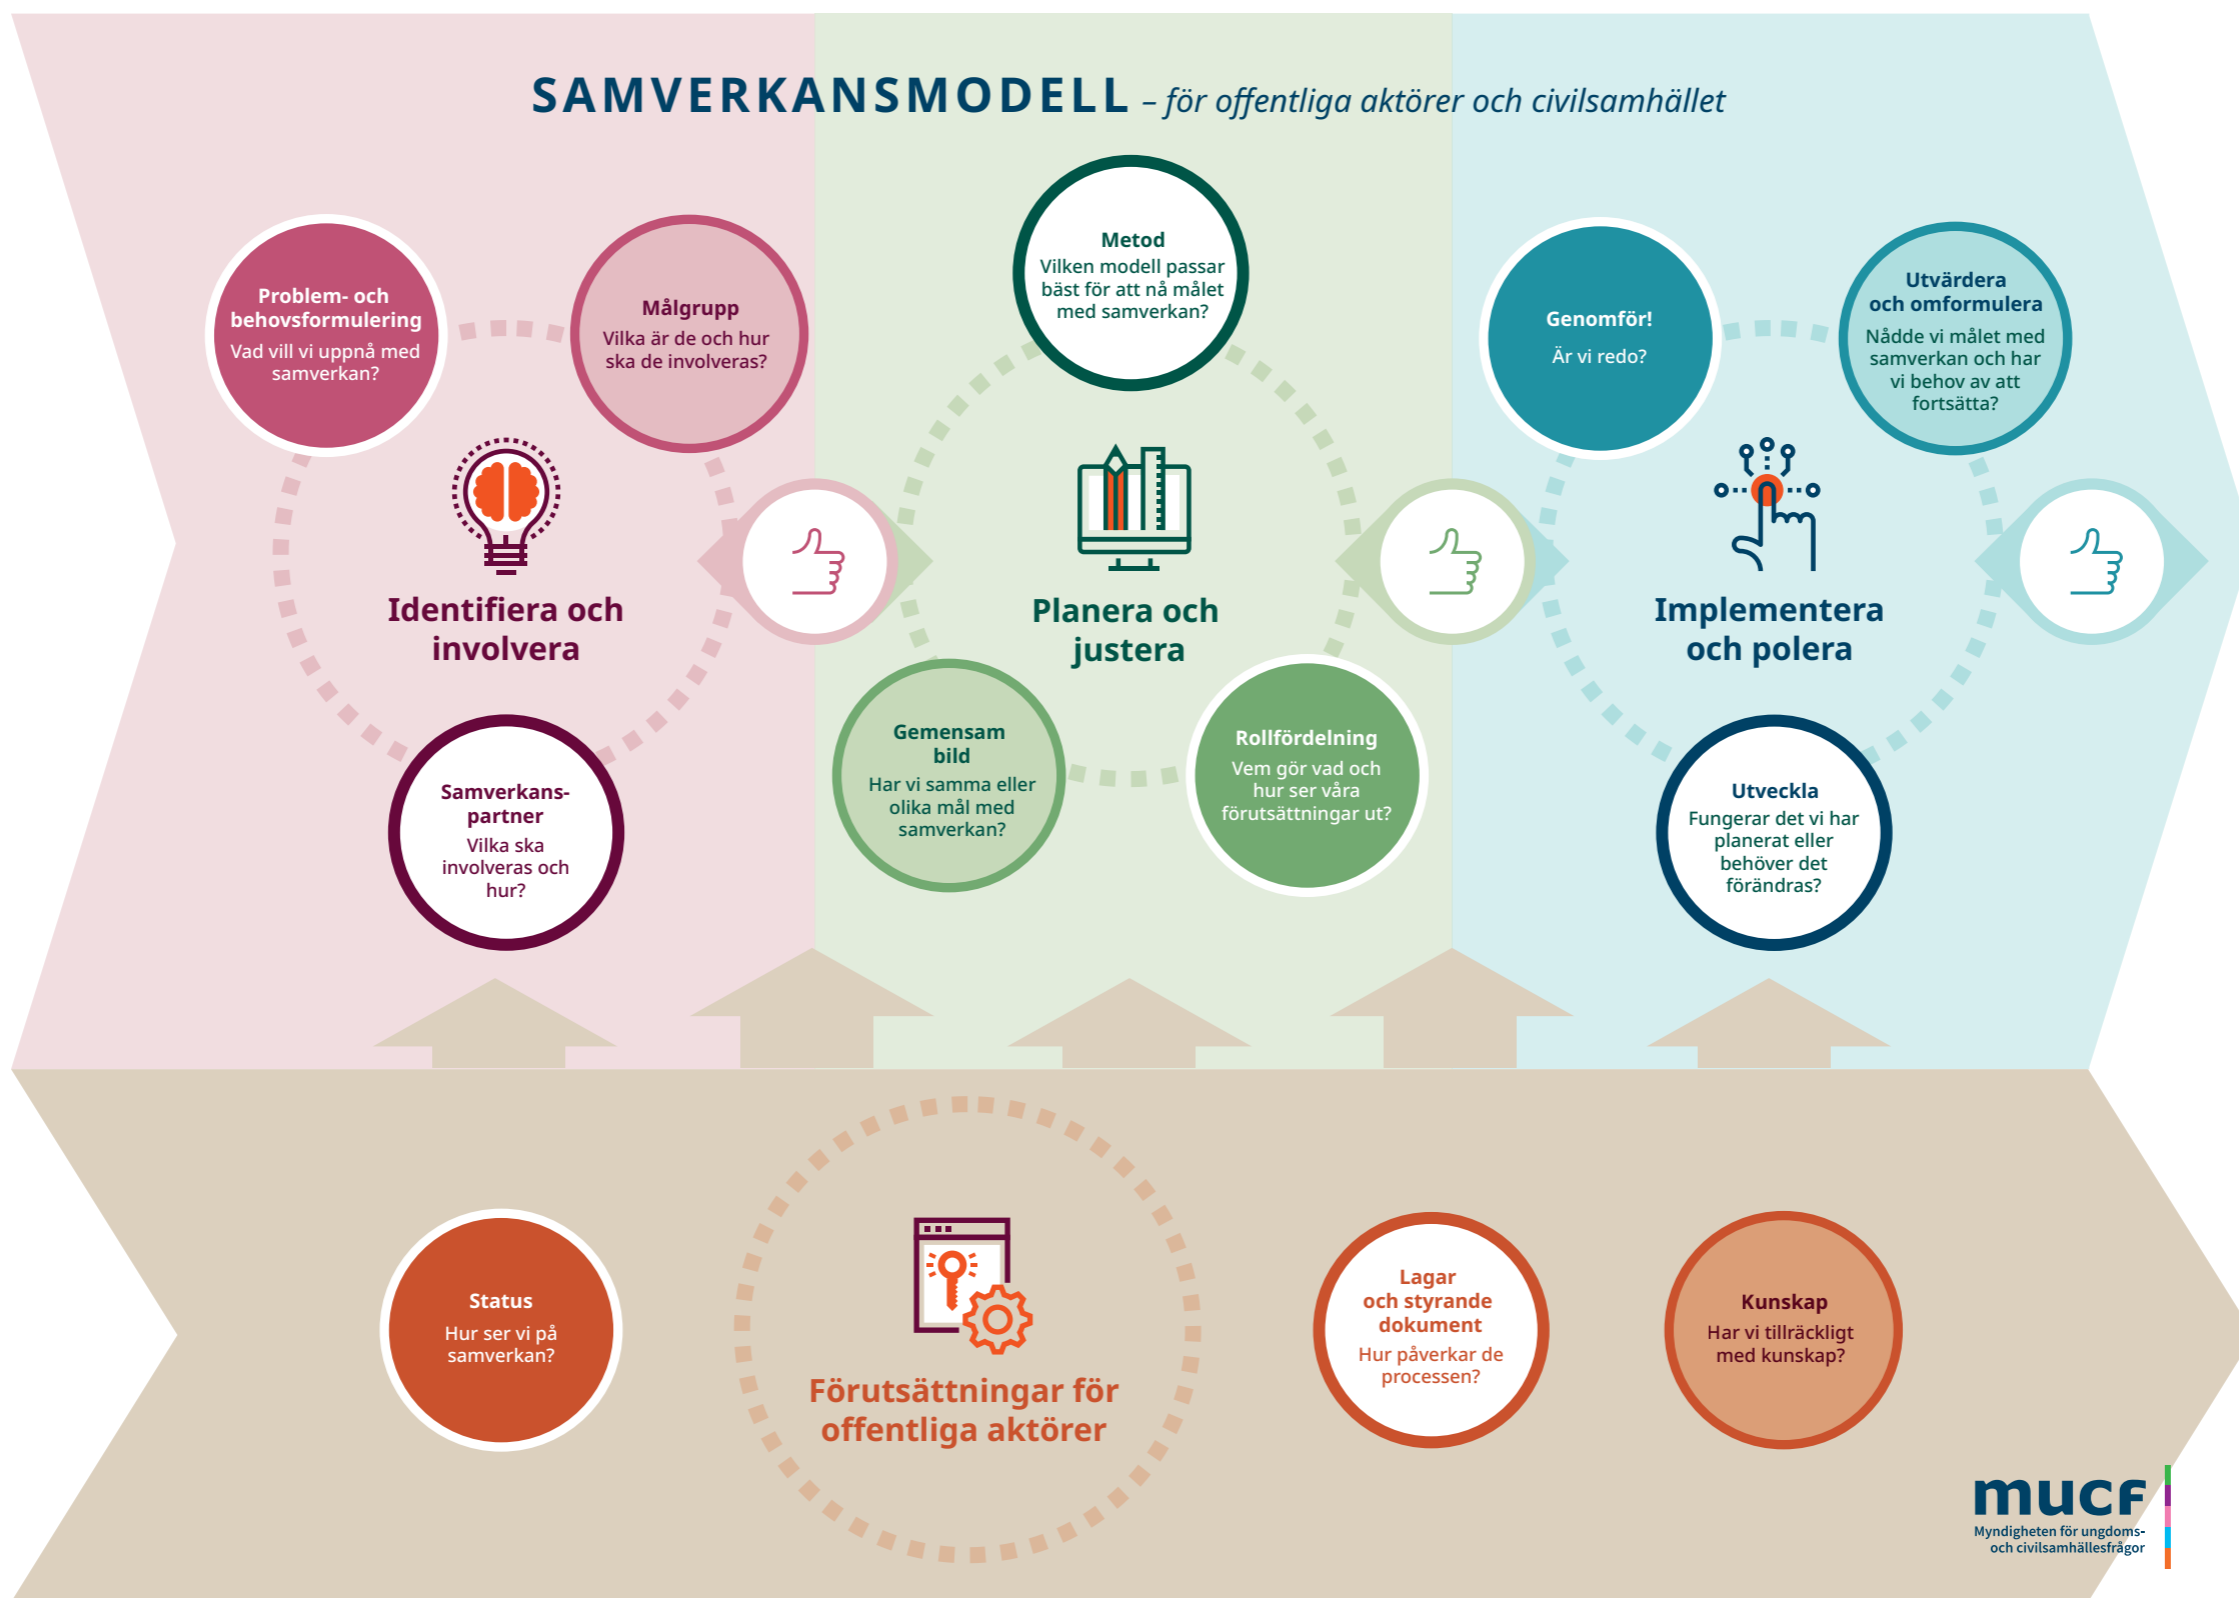 SAMVERKANSMODELL – för offentliga aktörer och civilsamhället
Problem- och
behovsformulering
Vad vill vi uppnå med
samverkan?
Målgrupp
Vilka är de och hur
ska de involveras?
Identifiera och
involvera
Samverkans-
partner
Vilka ska
involveras och
hur?
Metod
Vilken modell passar
bäst för att nå målet
med samverkan?
Planera och
justera
Gemensam
bild
Har vi samma eller
olika mål med
samverkan?
Rollfördelning
Vem gör vad och
hur ser våra
förutsättningar ut?
Genomför!
Är vi redo?
Utvärdera
och omformulera
Nådde vi målet med
samverkan och har
vi behov av att
fortsätta?
Implementera
och polera
Utveckla
Fungerar det vi har
planerat eller
behöver det
förändras?
Status
Hur ser vi på
samverkan?
Förutsättningar för
offentliga aktörer
Lagar
och styrande
dokument
Hur påverkar de
processen?
Kunskap
Har vi tillräckligt
med kunskap?
mucf
Myndigheten för ungdoms-
och civilsamhällesfrågor